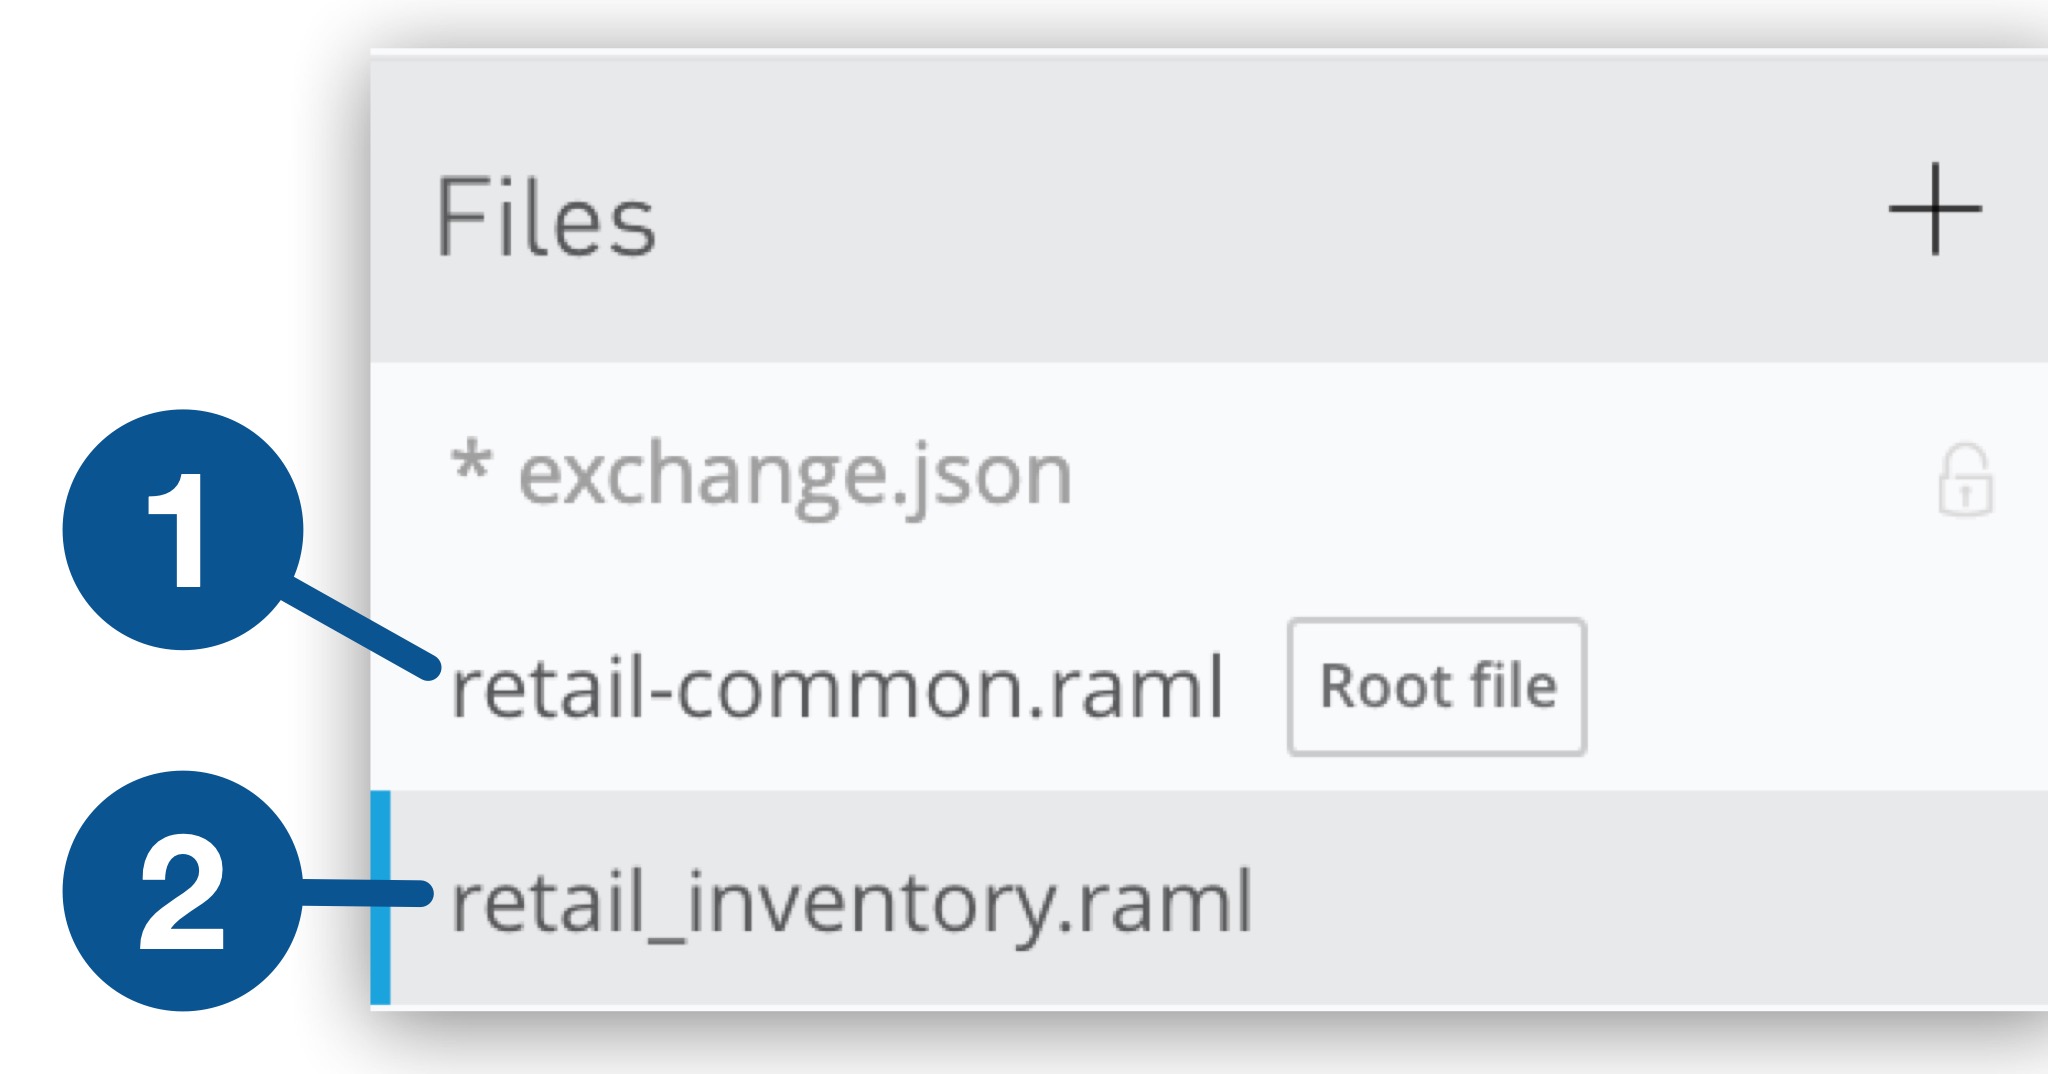 Files
* exchange.json
1
retail-common.raml Root file
2
retail_inventory.raml